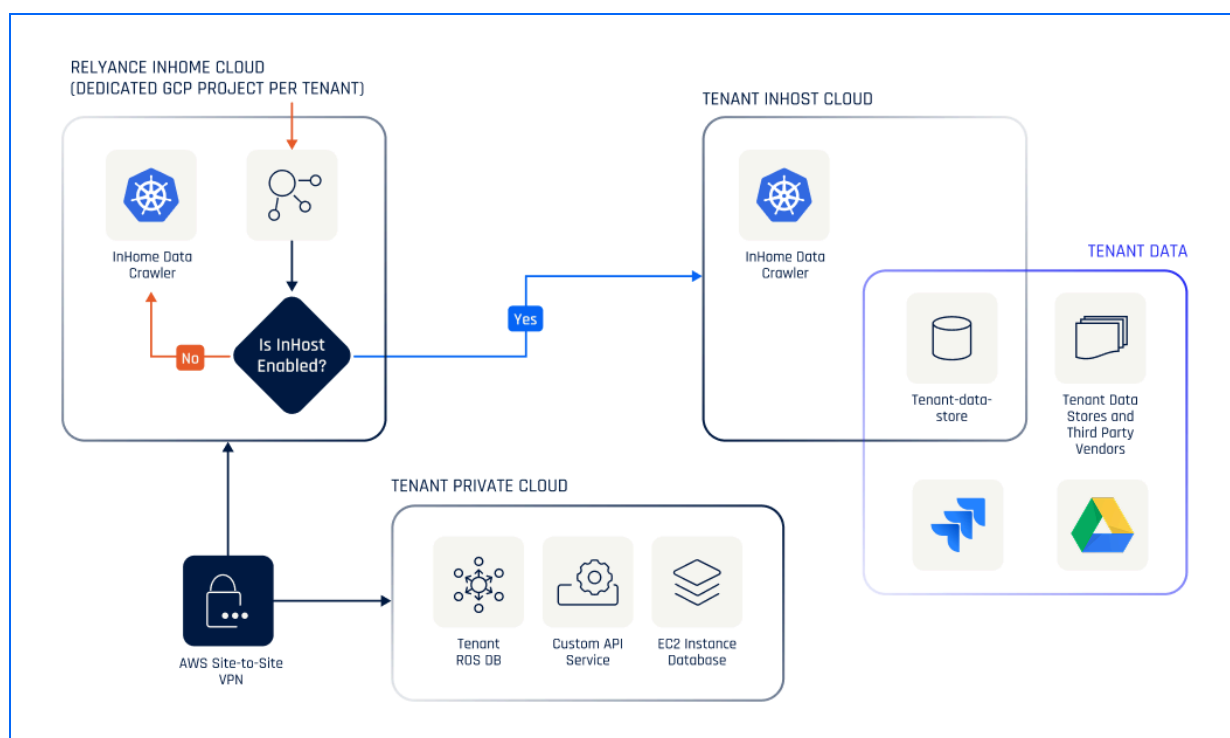 RELYANCE INHOME CLOUD
(DEDICATED GCP PROJECT PER TENANT)
InHome Data
Crawler
Is InHost
Enabled?
No
Yes
TENANT INHOST CLOUD
InHome Data
Crawler
TENANT DATA
Tenant-data-
store
Tenant Data
Stores and
Third Party
Vendors
AWS Site-to-Site
VPN
TENANT PRIVATE CLOUD
Tenant
ROS DB
Custom API
Service
EC2 Instance
Database